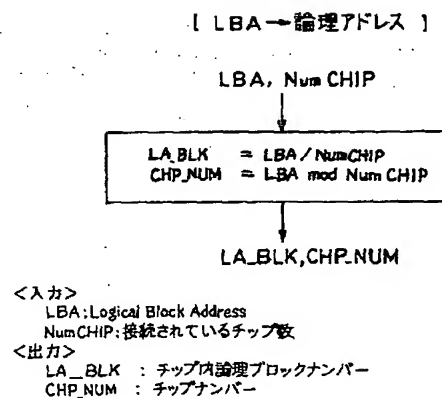 [ LBA→論理アドレス ]
LBA, Num CHIP
LA_BLK = LBA / NumCHIP
CHP_NUM = LBA mod Num CHIP
LA_BLK, CHP_NUM
<入力>
LBA; Logical Block Address
NumCHIP; 接続されているチップ数
<出力>
LA_BLK : チップ内論理ブロックナンバー
CHP_NUM : チップナンバー